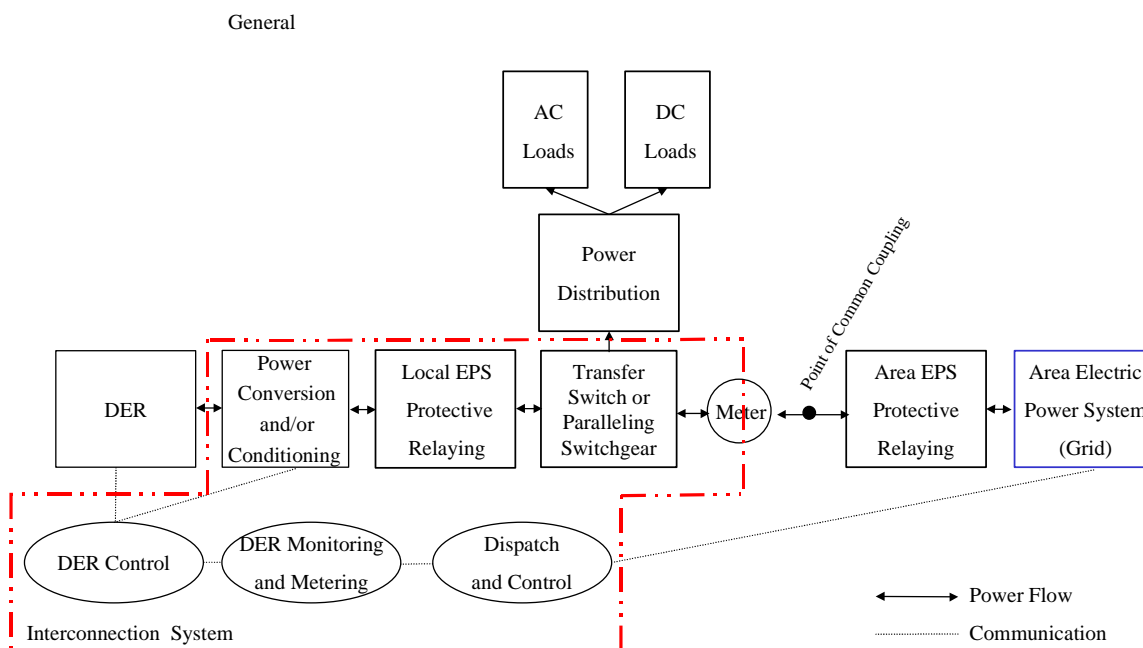 General
AC
Loads
DC
Loads
Power
Distribution
Point of Common Coupling
DER
Power
Conversion
and/or
Conditioning
Local EPS
Protective
Relaying
Transfer
Switch or
Paralleling
Switchgear
Meter
Area EPS
Protective
Relaying
Area Electric
Power System
(Grid)
DER Control
DER Monitoring
and Metering
Dispatch
and Control
Interconnection System
Power Flow
Communication